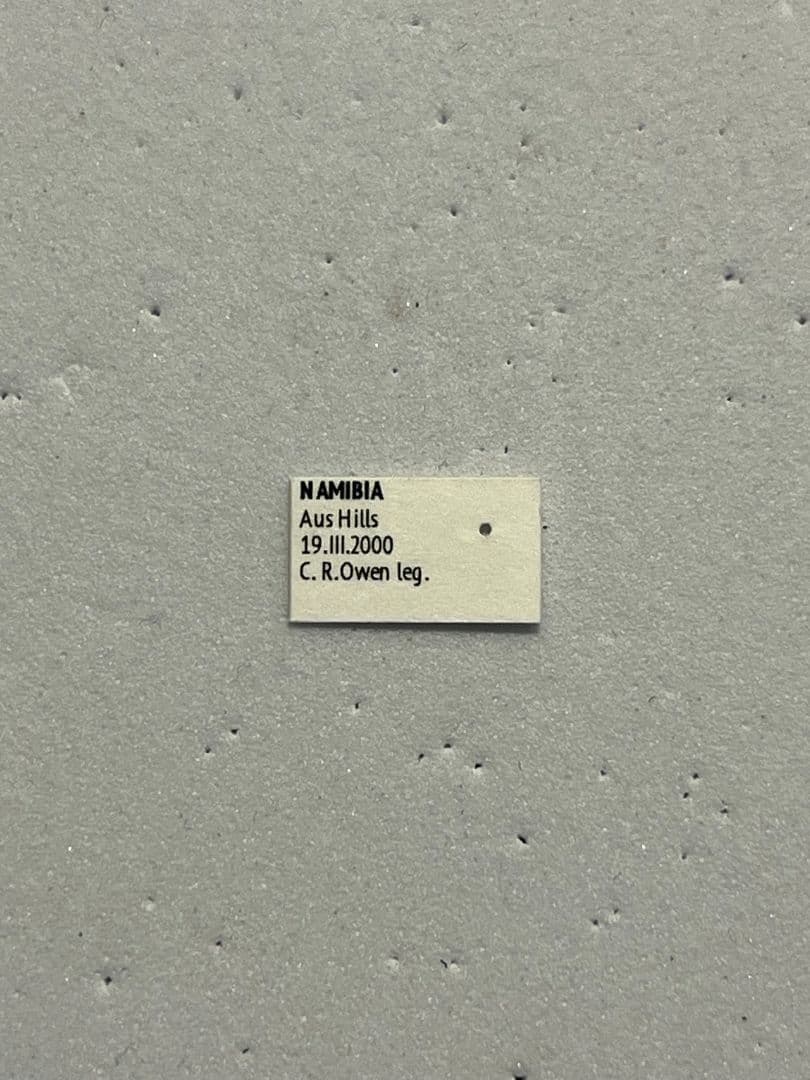 NAMIBIA
Aus Hills
19.III.2000
C. R.Owen leg.